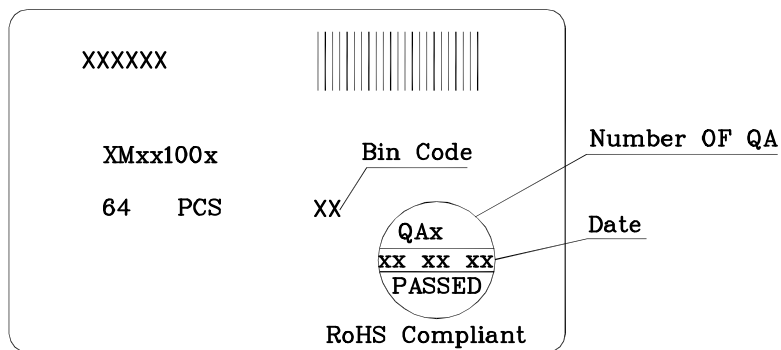 XXXXXX
XMxx100x
Bin Code
Number OF QA
64 PCS
XX
QAx
Date
xx xx xx
PASSED
RoHS Compliant